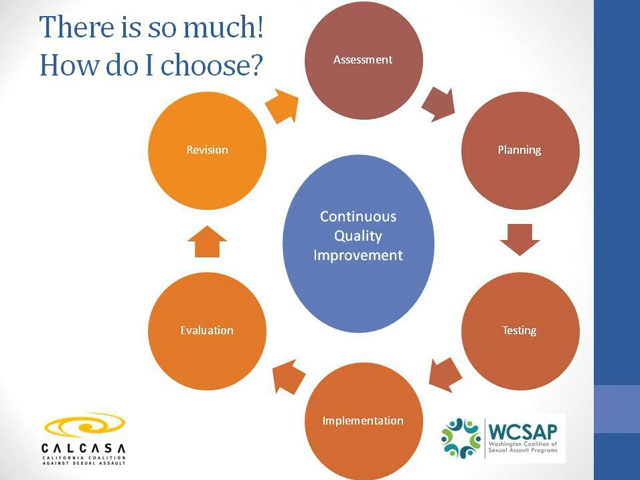 There is so much!
How do I choose?
Assessment
Planning
Testing
Implementation
Evaluation
Revision
Continuous
Quality
Improvement
CALCASA
CALIFORNIA COALITION
AGAINST SEXUAL ASSAULT
WCSAP
Washington Coalition of
Sexual Assault Programs